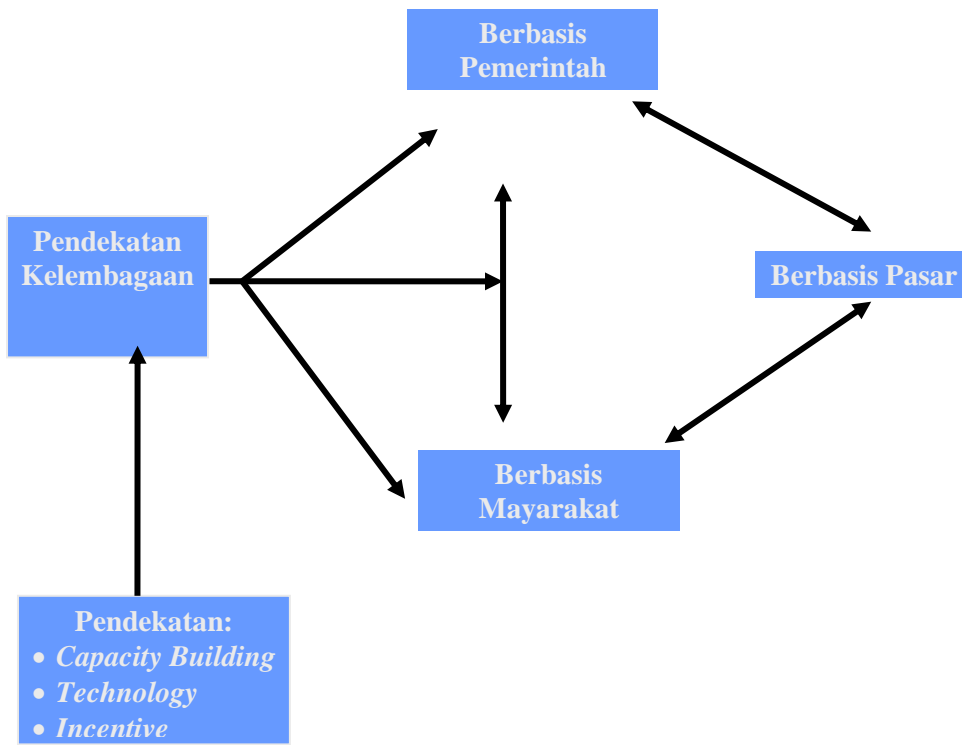 Berbasis
Pemerintah
Pendekatan
Kelembagaan
Berbasis Pasar
Berbasis
Mayarakat
Pendekatan:
• Capacity Building
• Technology
• Incentive